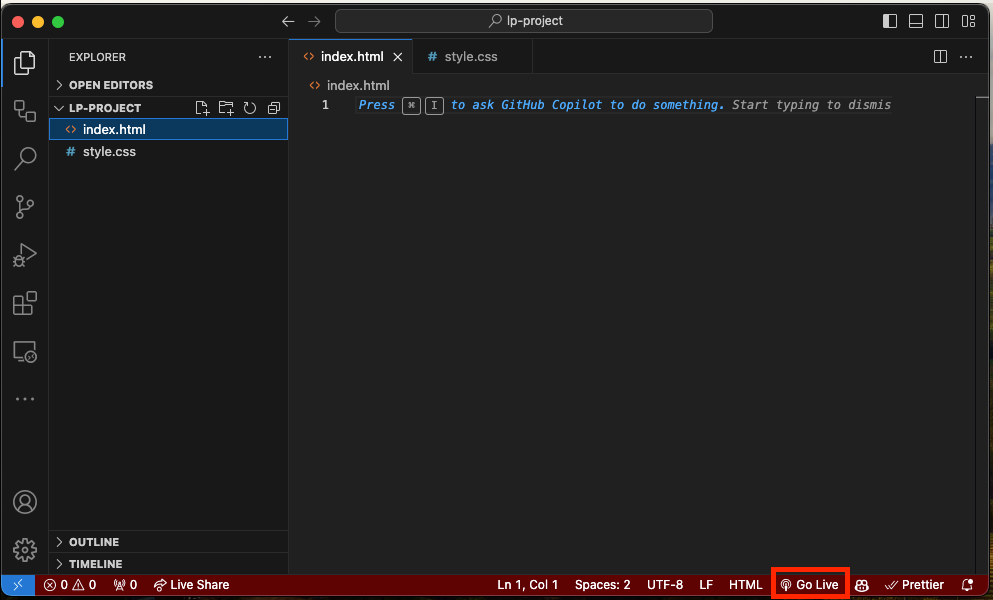 lp-project
EXPLORER
OPEN EDITORS
LP-PROJECT
index.html
style.css
OUTLINE
TIMELINE
index.html
# style.css
index.html
1 Press ⌘ I to ask GitHub Copilot to do something. Start typing to dismis
0 0 0 Live Share Ln 1, Col 1 Spaces: 2 UTF-8 LF HTML Go Live Prettier